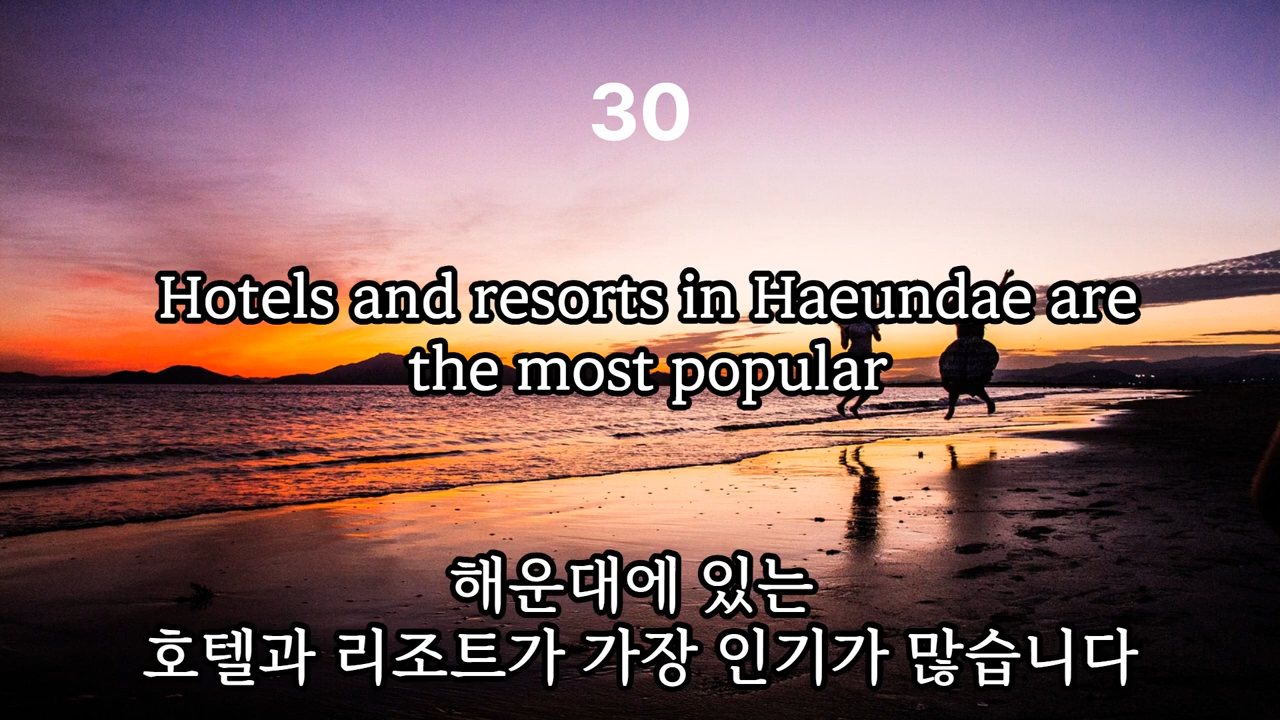 30
Hotels and resorts in Haeundae are
the most popular
해운대에 있는
호텔과 리조트가 가장 인기가 많습니다